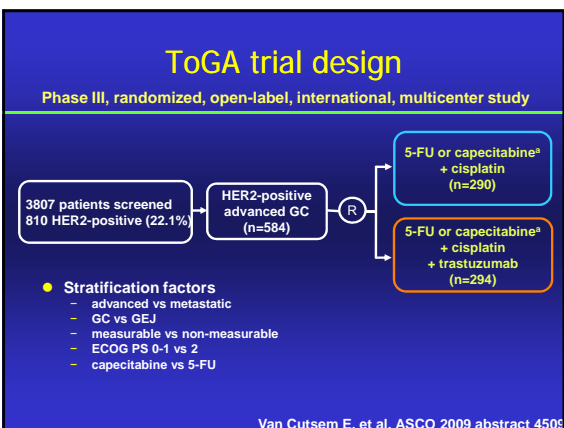 ToGA trial design
Phase III, randomized, open-label, international, multicenter study
3807 patients screened
810 HER2-positive (22.1%)
HER2-positive
advanced GC
(n=584)
R
5-FU or capecitabineᵃ
+ cisplatin
(n=290)
5-FU or capecitabineᵃ
+ cisplatin
+ trastuzumab
(n=294)
● Stratification factors
– advanced vs metastatic
– GC vs GEJ
– measurable vs non-measurable
– ECOG PS 0-1 vs 2
– capecitabine vs 5-FU
Van Cutsem E, et al. ASCO 2009 abstract 4509